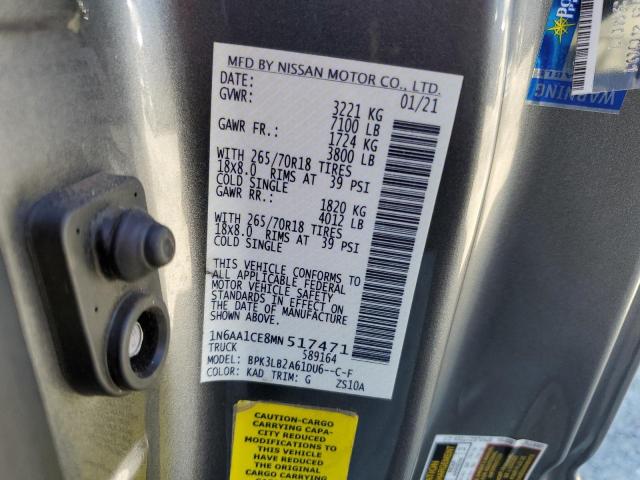 MFD BY NISSAN MOTOR CO., LTD.
DATE: 01/21
GVWR: 3221 KG
7100 LB
GAWR FR.: 1724 KG
3800 LB
WITH 265/70R18 TIRES
18x8.0 RIMS AT 39 PSI
COLD SINGLE
GAWR RR.: 1820 KG
4012 LB
WITH 265/70R18 TIRES
18x8.0 RIMS AT 39 PSI
COLD SINGLE
THIS VEHICLE CONFORMS TO
ALL APPLICABLE FEDERAL
MOTOR VEHICLE SAFETY
STANDARDS IN EFFECT ON
THE DATE OF MANUFACTURE
SHOWN ABOVE.
1N6AA1CE8MN517471
TRUCK S89164
MODEL: BPK3LB2A61DU6--C-F
COLOR: KAD TRIM: G ZS10A
CAUTION-CARGO
CARRYING CAPA-
CITY REDUCED
MODIFICATIONS TO
THIS VEHICLE
HAVE REDUCED
THE ORIGINAL
CARGO CARRYING
WARNING